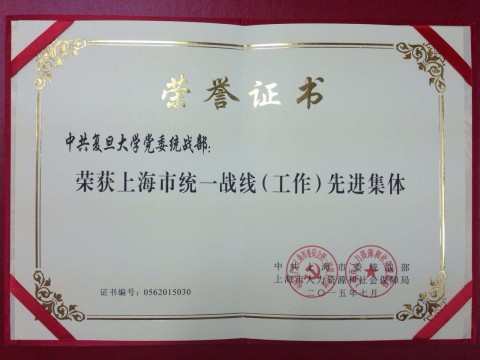 荣誉证书
中共复旦大学党委统战部：
荣获上海市统一战线（工作）先进集体
中共上海市委统战部
上海市人力资源和社会保障局
二〇一五年七月
证书编号：0562015030